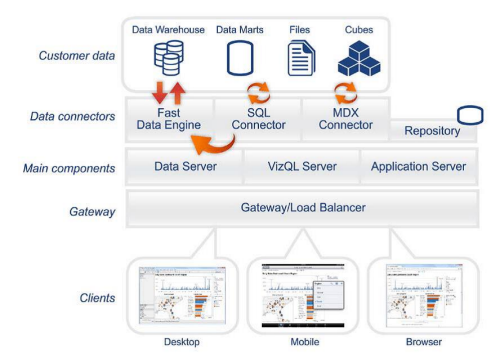 Data Warehouse
Data Marts
Files
Cubes
Customer data
Data connectors
Fast
Data Engine
SQL
Connector
MDX
Connector
Repository
Main components
Data Server
VizQL Server
Application Server
Gateway
Gateway/Load Balancer
Clients
Desktop
Mobile
Browser